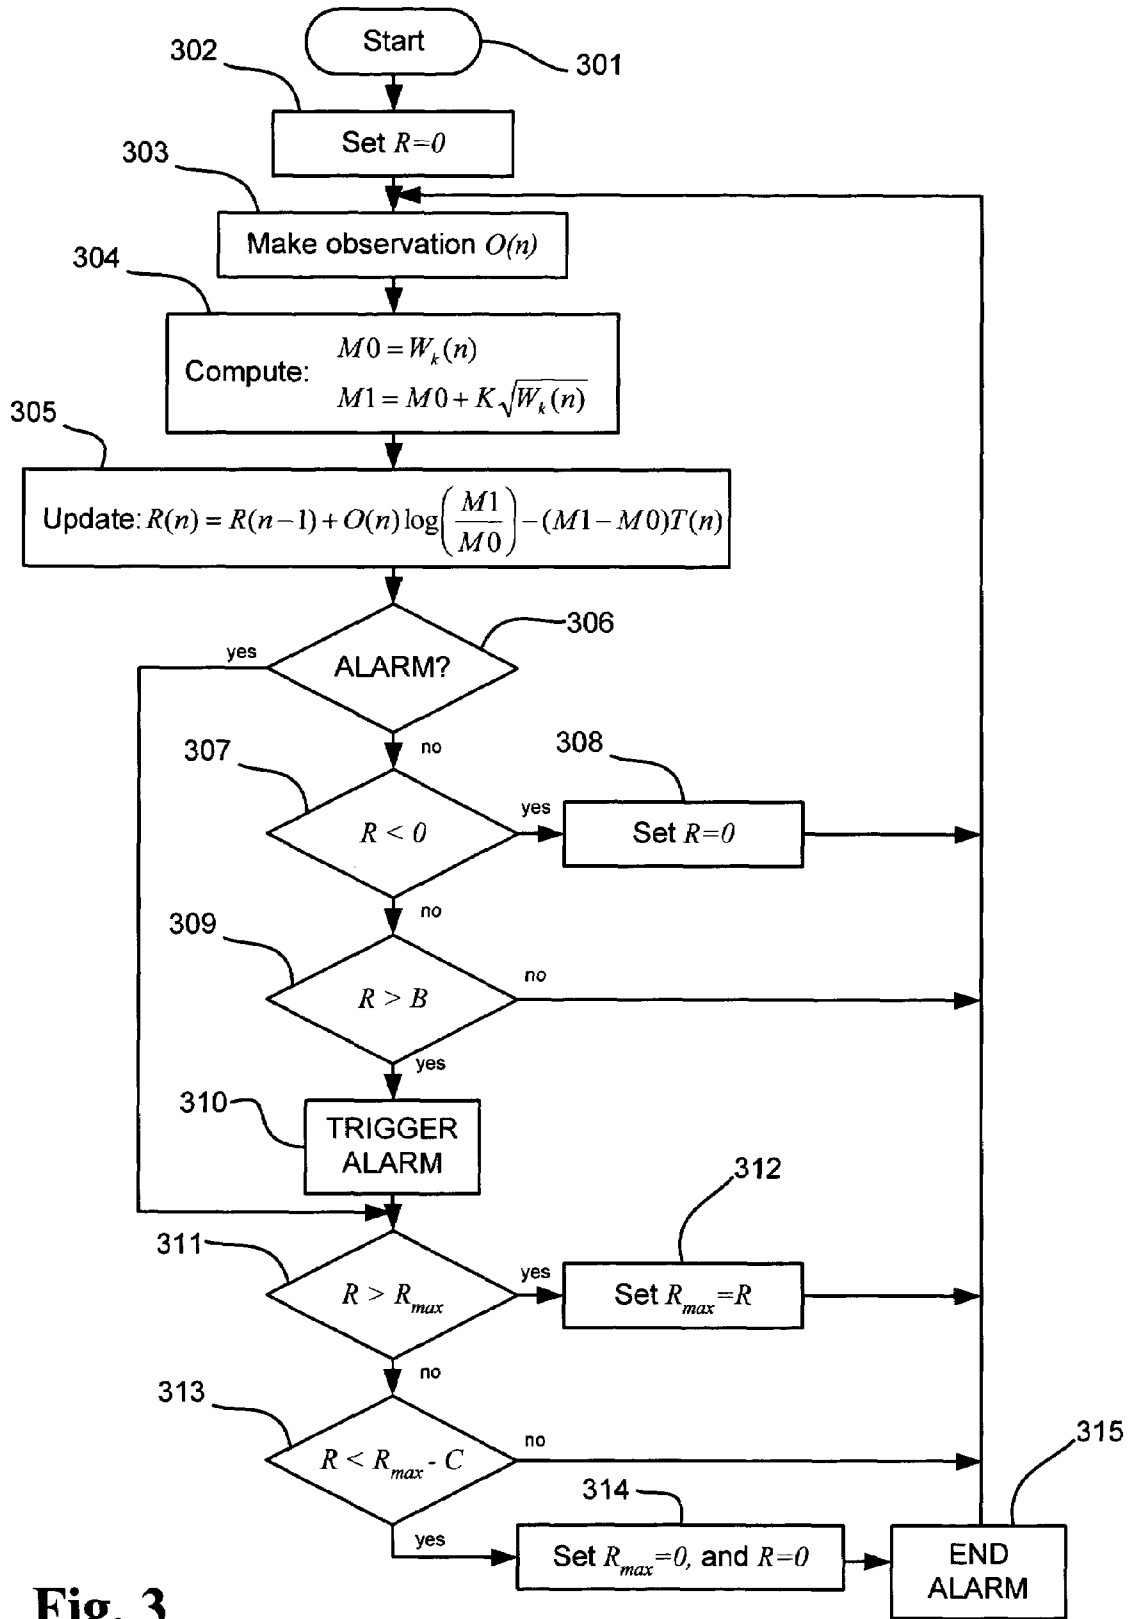 Start
301
302
Set R=0
303
Make observation O(n)
304
Compute:
M0 = W_k(n)
M1 = M0 + K√W_k(n)
305
Update: R(n) = R(n−1) + O(n) log(M1/M0) − (M1 − M0)T(n)
306
ALARM?
yes
no
307
R < 0
yes
308
Set R=0
no
309
R > B
no
yes
310
TRIGGER
ALARM
311
R > R_max
yes
312
Set R_max=R
no
313
R < R_max - C
no
yes
314
Set R_max=0, and R=0
315
END
ALARM
Fig. 3